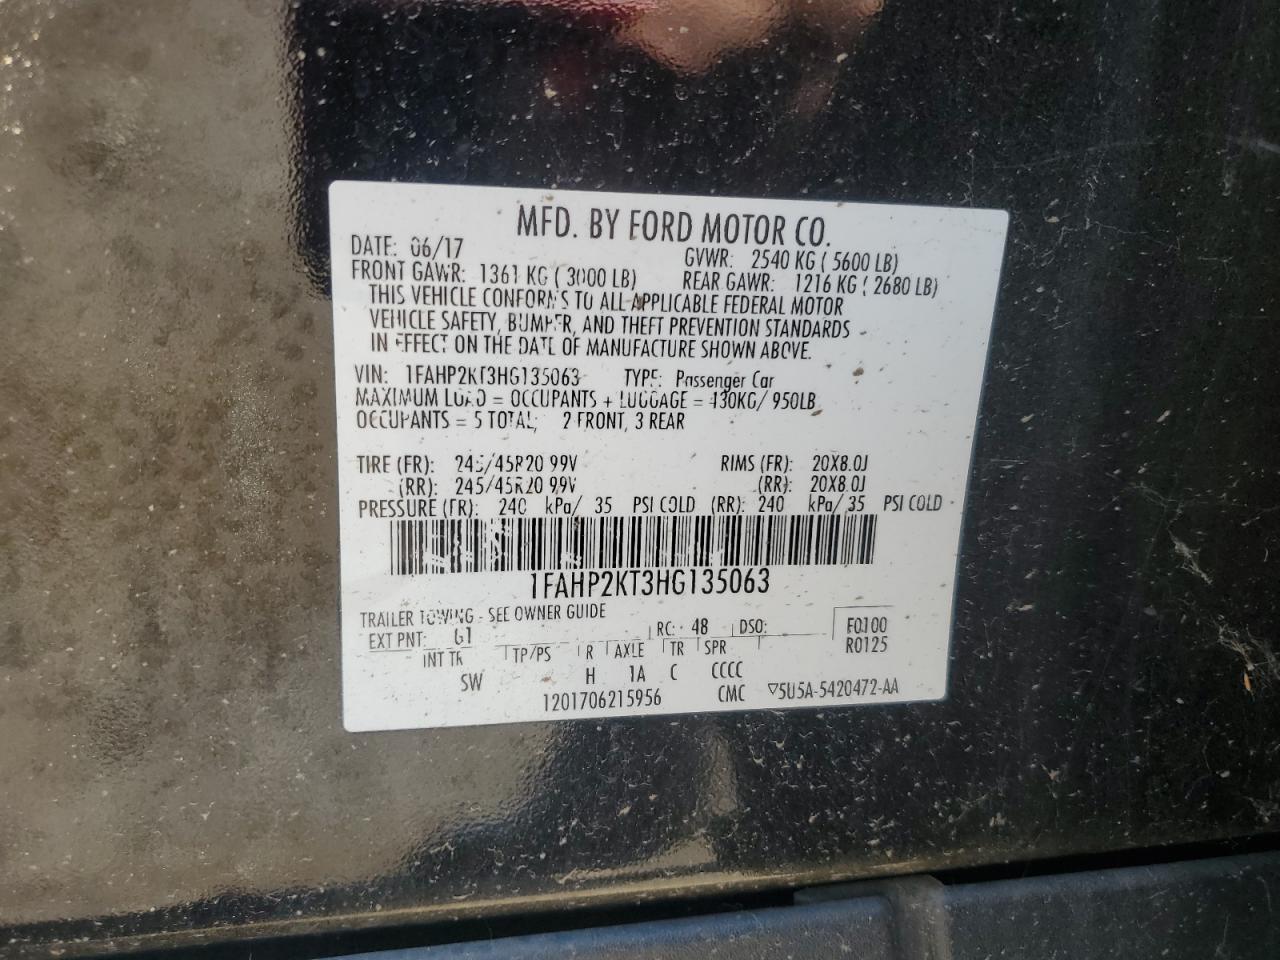 MFD. BY FORD MOTOR CO.
DATE: 06/17 GVWR: 2540 KG ( 5600 LB)
FRONT GAWR: 1361 KG ( 3000 LB) REAR GAWR: 1216 KG ( 2680 LB)
THIS VEHICLE CONFORMS TO ALL APPLICABLE FEDERAL MOTOR
VEHICLE SAFETY, BUMPER, AND THEFT PREVENTION STANDARDS
IN EFFECT ON THE DATE OF MANUFACTURE SHOWN ABOVE.
VIN: 1FAHP2KT3HG135063 TYPE: Passenger Car
MAXIMUM LOAD = OCCUPANTS + LUGGAGE = 430KG/ 950LB
OCCUPANTS = 5 TOTAL; 2 FRONT, 3 REAR
TIRE (FR): 245/45R20 99V RIMS (FR): 20X8.0J
(RR): 245/45R20 99V (RR): 20X8.0J
PRESSURE (FR): 240 kPa/ 35 PSI COLD (RR): 240 kPa/ 35 PSI COLD
1FAHP2KT3HG135063
TRAILER TOWING - SEE OWNER GUIDE
EXT PNT: G1 RC: 48 DSO: F0100
INT TR TP/PS R AXLE TR SPR R0125
SW H 1A C CCCC
1201706215956 CMC ▽5U5A-5420472-AA